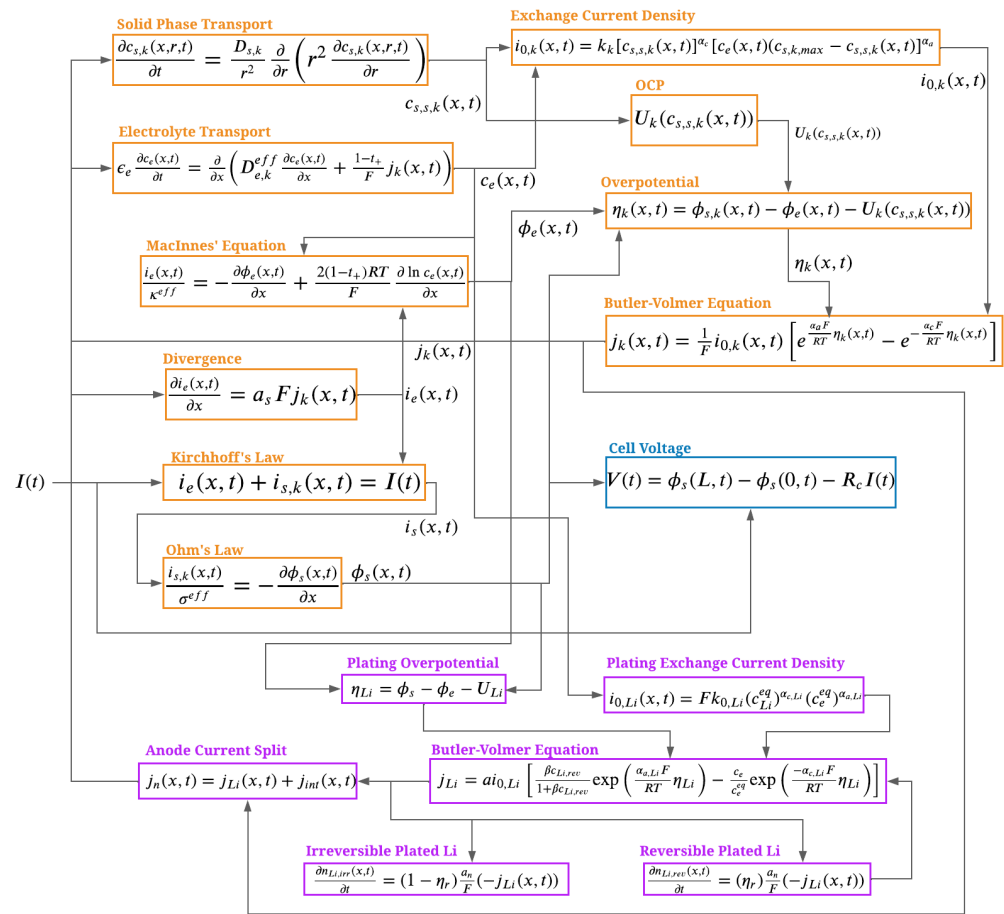 Solid Phase Transport
∂c_{s,k}(x,r,t)/∂t = D_{s,k}/r² ∂/∂r (r² ∂c_{s,k}(x,r,t)/∂r)
Exchange Current Density
i_{0,k}(x, t) = k_k[c_{s,s,k}(x, t)]^{α_c}[c_e(x, t)(c_{s,k,max} − c_{s,s,k}(x, t)]^{α_a}
i_{0,k}(x, t)
c_{s,s,k}(x, t)
OCP
U_k(c_{s,s,k}(x, t))
U_k(c_{s,s,k}(x, t))
Electrolyte Transport
ϵ_e ∂c_e(x,t)/∂t = ∂/∂x (D_{e,k}^{eff} ∂c_e(x,t)/∂x + (1−t_+)/F j_k(x, t))
c_e(x, t)
Overpotential
η_k(x, t) = ϕ_{s,k}(x, t) − ϕ_e(x, t) − U_k(c_{s,s,k}(x, t))
ϕ_e(x, t)
MacInnes' Equation
i_e(x,t)/κ^{eff} = −∂ϕ_e(x,t)/∂x + 2(1−t_+)RT/F ∂ ln c_e(x,t)/∂x
η_k(x, t)
Butler-Volmer Equation
j_k(x, t) = 1/F i_{0,k}(x, t) [e^{α_aF/RT η_k(x,t)} − e^{−α_cF/RT η_k(x,t)}]
j_k(x, t)
Divergence
∂i_e(x,t)/∂x = a_s F j_k(x, t)
i_e(x, t)
Kirchhoff's Law
I(t)
i_e(x, t) + i_{s,k}(x, t) = I(t)
i_s(x, t)
Cell Voltage
V(t) = ϕ_s(L, t) − ϕ_s(0, t) − R_c I(t)
Ohm's Law
i_{s,k}(x,t)/σ^{eff} = −∂ϕ_s(x,t)/∂x
ϕ_s(x, t)
Plating Overpotential
η_{Li} = ϕ_s − ϕ_e − U_{Li}
Plating Exchange Current Density
i_{0,Li}(x, t) = Fk_{0,Li}(c_{Li}^{eq})^{α_{c,Li}}(c_e^{eq})^{α_{a,Li}}
Anode Current Split
j_n(x, t) = j_{Li}(x, t) + j_{int}(x, t)
Butler-Volmer Equation
j_{Li} = ai_{0,Li} [βc_{Li,rev}/(1+βc_{Li,rev}) exp(α_{a,Li}F/RT η_{Li}) − c_e/c_e^{eq} exp(−α_{c,Li}F/RT η_{Li})]
Irreversible Plated Li
∂n_{Li,irr}(x,t)/∂t = (1 − η_r) a_n/F (−j_{Li}(x, t))
Reversible Plated Li
∂n_{Li,rev}(x,t)/∂t = (η_r) a_n/F (−j_{Li}(x, t))